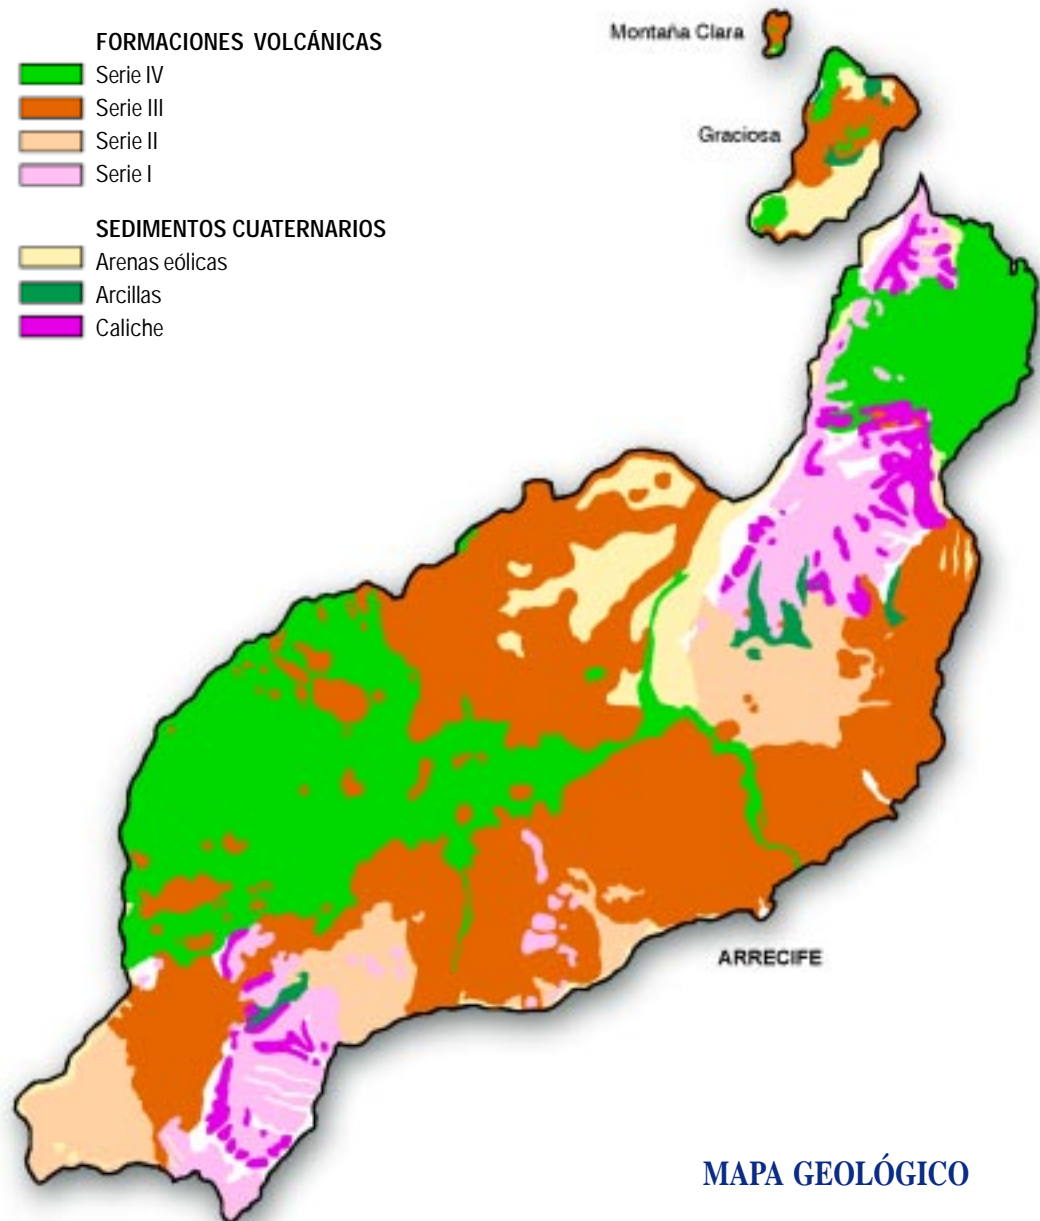 FORMACIONES VOLCÁNICAS
Serie IV
Serie III
Serie II
Serie I
SEDIMENTOS CUATERNARIOS
Arenas eólicas
Arcillas
Caliche
Montaña Clara
Graciosa
ARRECIFE
MAPA GEOLÓGICO